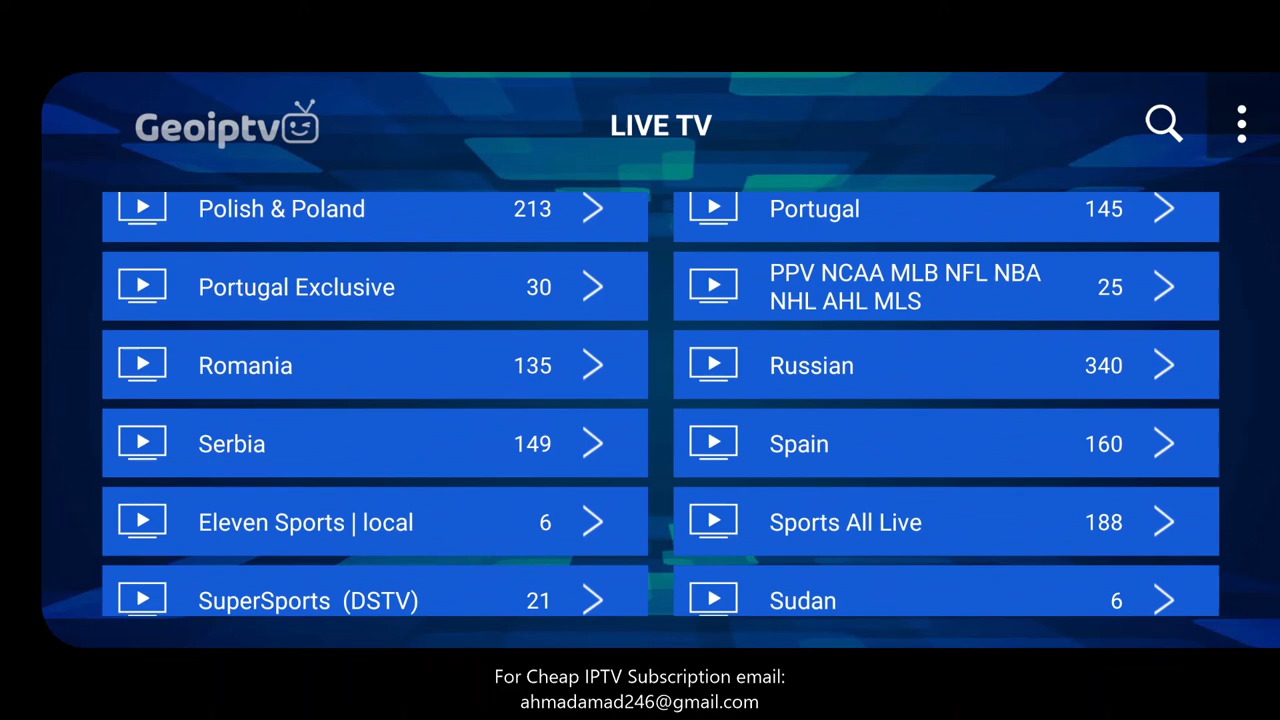 Geoiptv
LIVE TV
Polish & Poland 213
Portugal 145
Portugal Exclusive 30
PPV NCAA MLB NFL NBA
NHL AHL MLS 25
Romania 135
Russian 340
Serbia 149
Spain 160
Eleven Sports | local 6
Sports All Live 188
SuperSports (DSTV) 21
Sudan 6
For Cheap IPTV Subscription email:
ahmadamad246@gmail.com